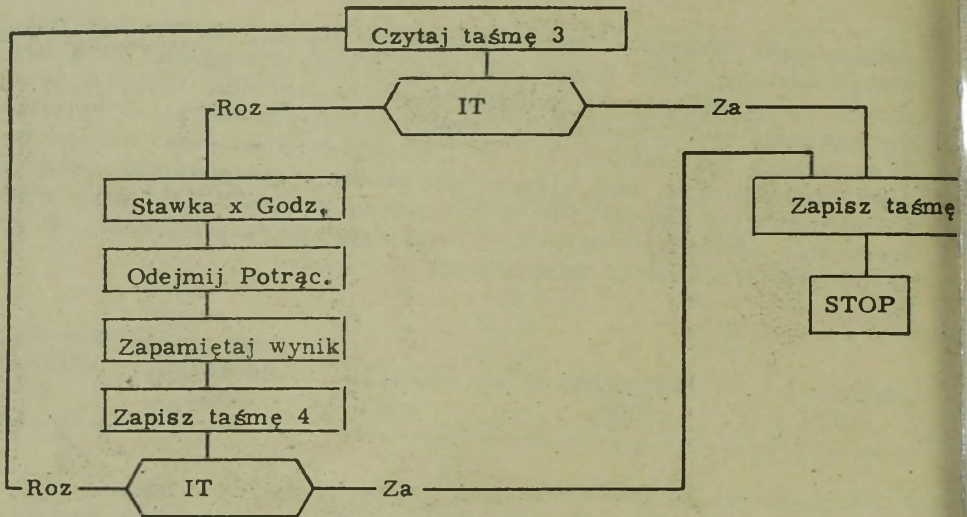 Czytaj taśmę 3
Roz
IT
Za
Stawka x Godz.
Zapisz taśmę
Odejmij Potrąc.
STOP
Zapamiętaj wynik
Zapisz taśmę 4
Roz
IT
Za